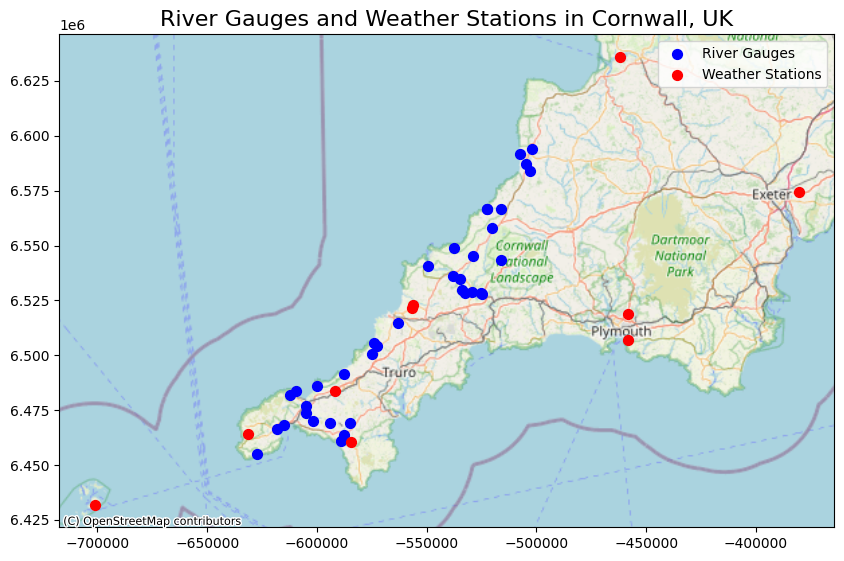 River Gauges and Weather Stations in Cornwall, UK
1e6
National
River Gauges
Weather Stations
6.625
6.600
6.575
6.550
6.525
6.500
6.475
6.450
6.425
Exeter
Cornwall
National
Landscape
Dartmoor
National
Park
Plymouth
Truro
(C) OpenStreetMap contributors
−700000
−650000
−600000
−550000
−500000
−450000
−400000